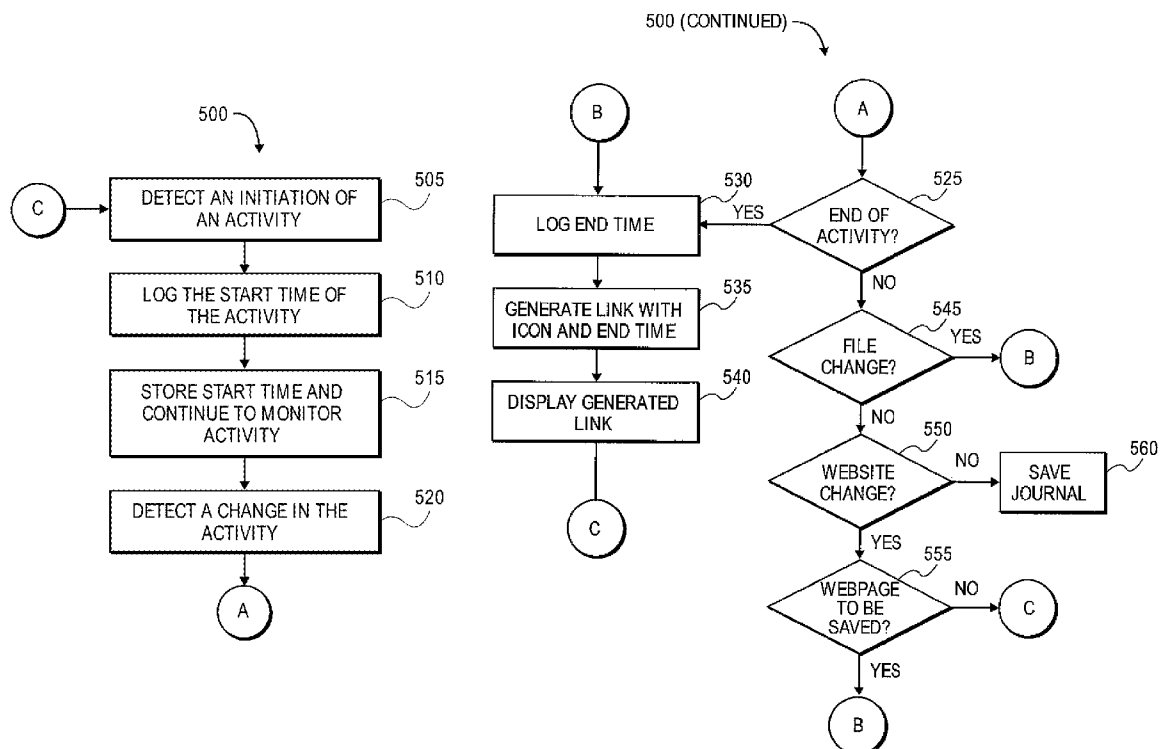 500
C
DETECT AN INITIATION OF
AN ACTIVITY
505
LOG THE START TIME OF
THE ACTIVITY
510
STORE START TIME AND
CONTINUE TO MONITOR
ACTIVITY
515
DETECT A CHANGE IN THE
ACTIVITY
520
A
500 (CONTINUED)
B
LOG END TIME
530
GENERATE LINK WITH
ICON AND END TIME
535
DISPLAY GENERATED
LINK
540
C
A
END OF
ACTIVITY?
525
YES
NO
FILE
CHANGE?
545
YES
B
NO
WEBSITE
CHANGE?
550
NO
SAVE
JOURNAL
560
YES
WEBPAGE
TO BE
SAVED?
555
NO
C
YES
B